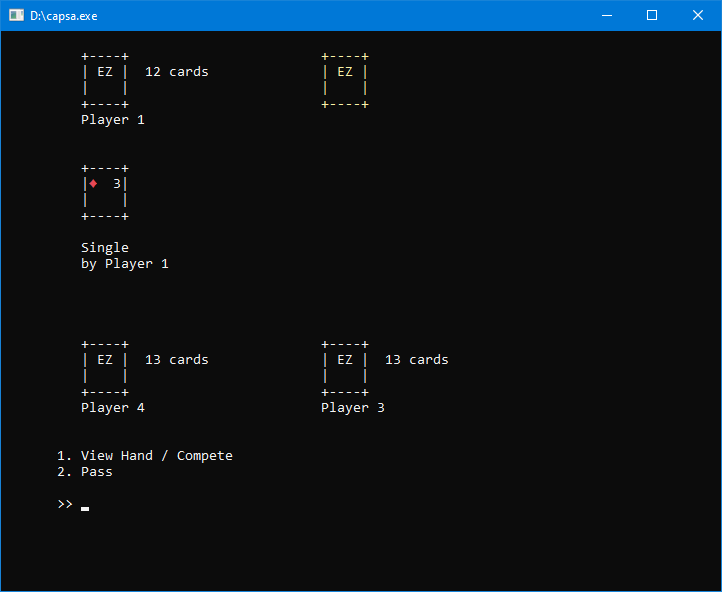 D:\capsa.exe
+----+ +----+
| EZ | 12 cards | EZ |
| | | |
+----+ +----+
Player 1
+----+
|♦ 3|
| |
+----+
Single
by Player 1
+----+ +----+
| EZ | 13 cards | EZ | 13 cards
| | | |
+----+ +----+
Player 4 Player 3
1. View Hand / Compete
2. Pass
>> _